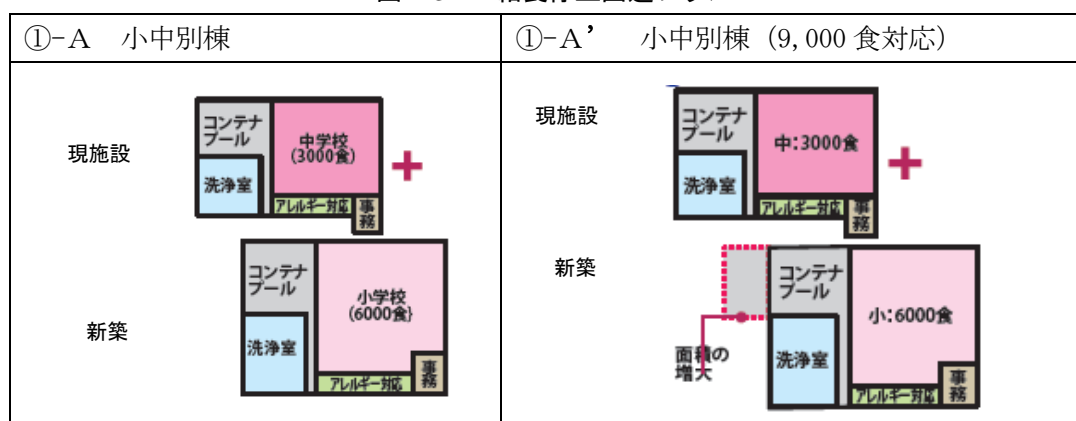 ①-A 小中別棟
①-A’ 小中別棟（9,000 食対応）
現施設
コンテナ
プール
中学校
(3000食)
洗浄室
アレルギー対応
事
務
新築
コンテナ
プール
小学校
(6000食)
洗浄室
アレルギー対応
事
務
現施設
コンテナ
プール
中:3000食
洗浄室
アレルギー対応
事
務
新築
コンテナ
プール
小:6000食
面積の
増大
洗浄室
アレルギー対応
事
務